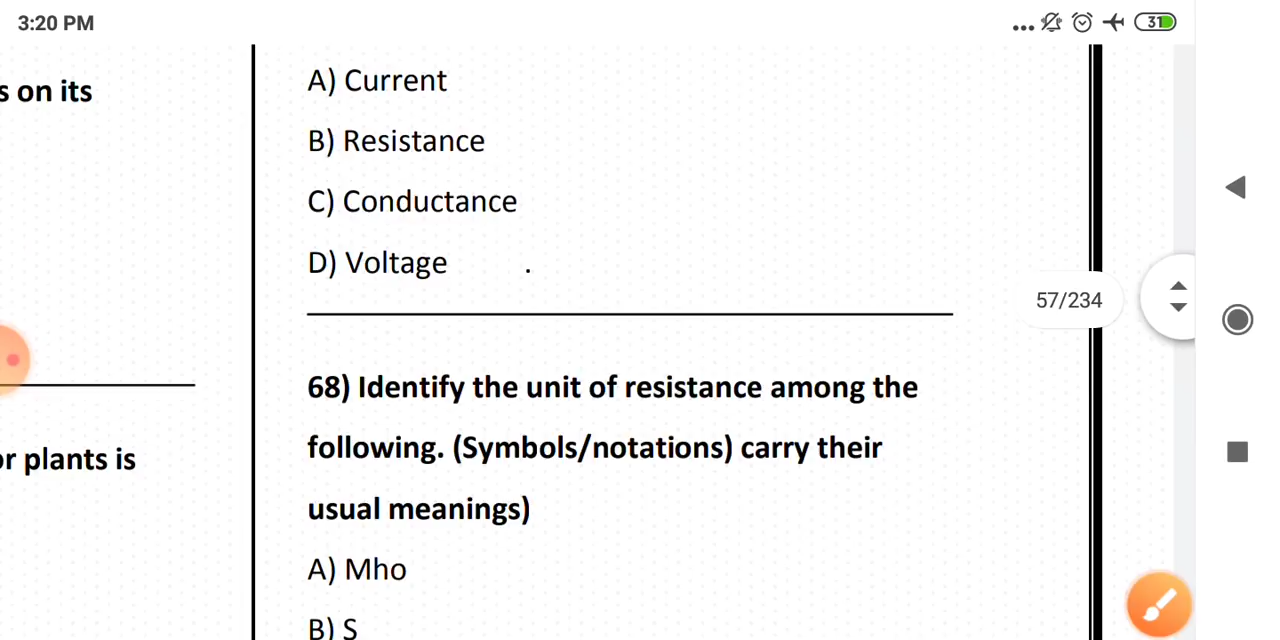 3:20 PM
31
s on its
or plants is
A) Current
B) Resistance
C) Conductance
D) Voltage .
57/234
68) Identify the unit of resistance among the
following. (Symbols/notations) carry their
usual meanings)
A) Mho
B) S